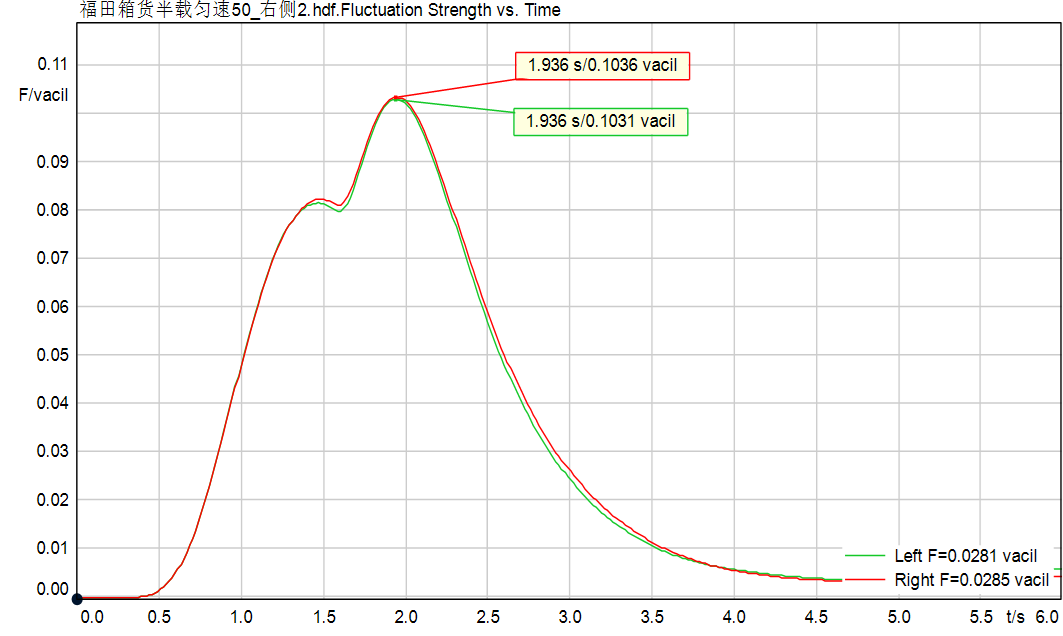 福田箱货半载匀速50_右侧2.hdf.Fluctuation Strength vs. Time
0.11
F/vacil
0.09
0.08
0.07
0.06
0.05
0.04
0.03
0.02
0.01
0.00
1.936 s/0.1036 vacil
1.936 s/0.1031 vacil
Left F=0.0281 vacil
Right F=0.0285 vacil
0.0 0.5 1.0 1.5 2.0 2.5 3.0 3.5 4.0 4.5 5.0 5.5 t/s 6.0